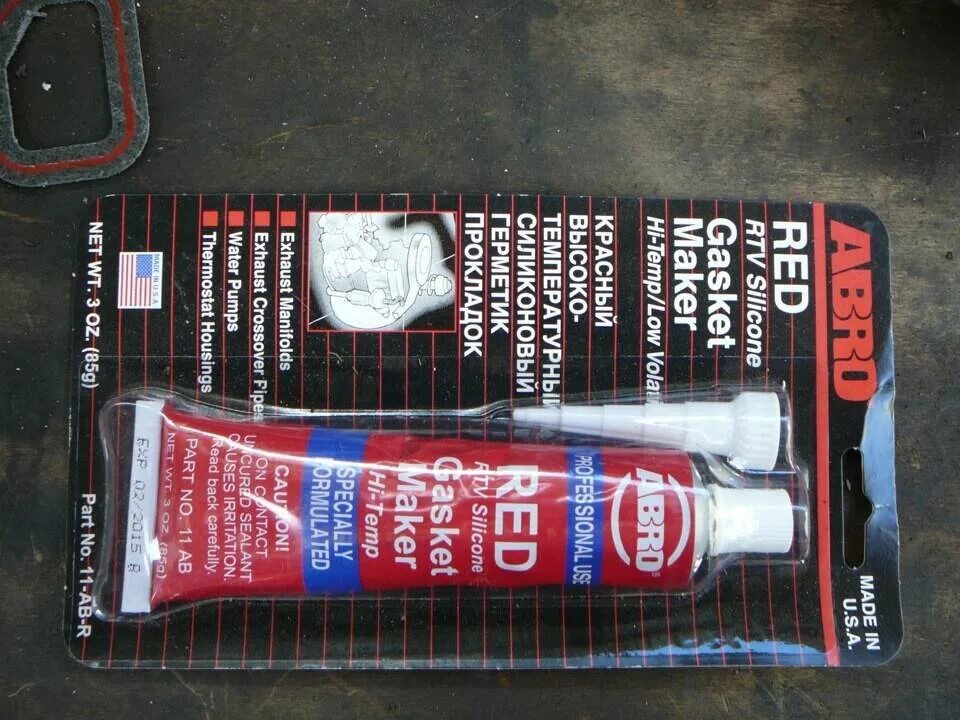 ABRO
MADE IN
U.S.A.
RED
RTV Silicone
Gasket
Maker
Hi-Temp/Low
КРАСНЫЙ
ВЫСОКО-
ТЕМПЕРАТУРНЫЙ
СИЛИКОНОВЫЙ
ГЕРМЕТИК
ПРОКЛАДОК
Exhaust Manifolds
Exhaust Crossover Pipes
Water Pumps
Thermostat Housings
MADE IN U.S.A.
NET WT. 3 OZ. (85g)
Part No. 11-AB-R
ABRO®
PROFESSIONAL USE
RED
RTV Silicone
Gasket
Maker
Hi-Temp
SPECIALLY
FORMULATED
CAUTION!
UPON CONTACT
UNCURED SEALANT
CAUSES IRRITATION.
Read back carefully.
PART NO. 11 AB
NET WT. 3 OZ (85g)
EXP 02/2015